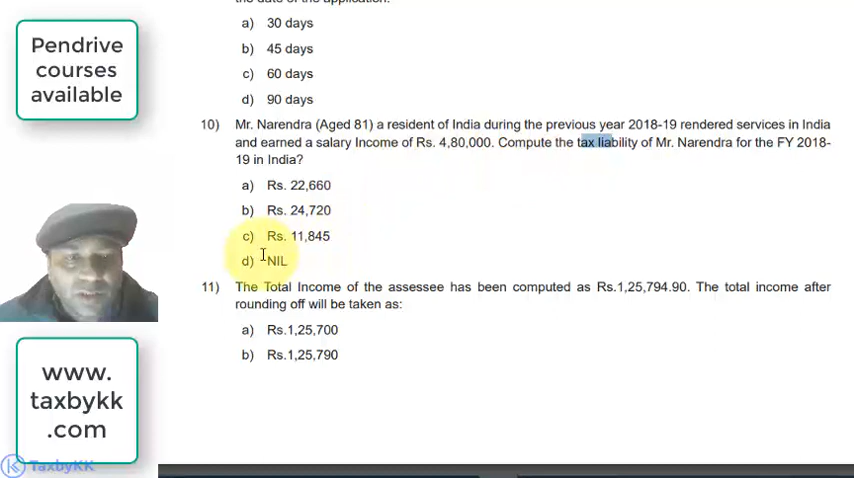 Pendrive
courses
available
the date of the application.
a) 30 days
b) 45 days
c) 60 days
d) 90 days
10) Mr. Narendra (Aged 81) a resident of India during the previous year 2018-19 rendered services in India
and earned a salary Income of Rs. 4,80,000. Compute the tax liability of Mr. Narendra for the FY 2018-
19 in India?
a) Rs. 22,660
b) Rs. 24,720
c) Rs. 11,845
d) NIL
11) The Total Income of the assessee has been computed as Rs.1,25,794.90. The total income after
rounding off will be taken as:
a) Rs.1,25,700
b) Rs.1,25,790
www.
taxbykk
.com
TaxbyKK